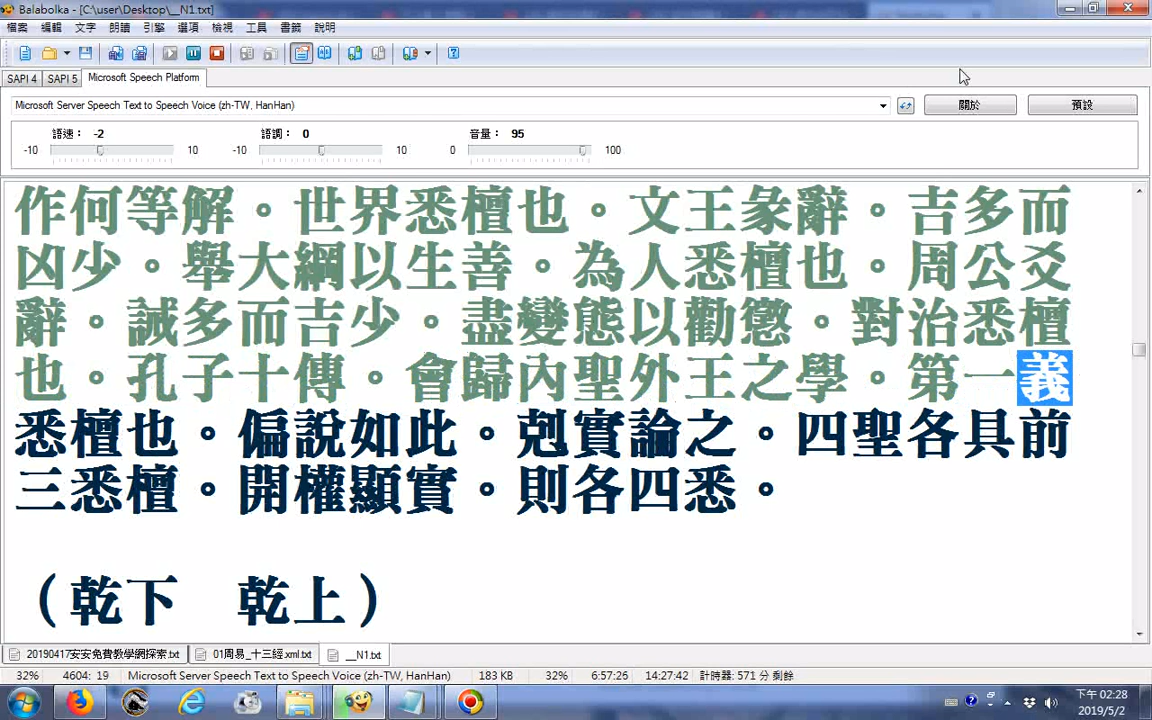 Balabolka - [C:\user\Desktop\__N1.txt]
檔案 編輯 文字 朗讀 引擎 選項 檢視 工具 書籤 說明
SAPI 4 SAPI 5 Microsoft Speech Platform
Microsoft Server Speech Text to Speech Voice (zh-TW, HanHan) 關於 預設
語速： -2 語調： 0 音量： 95
-10 10 -10 10 0 100
作何等解。世界悉檀也。文王彖辭。吉多而
凶少。舉大綱以生善。為人悉檀也。周公爻
辭。誡多而吉少。盡變態以勸懲。對治悉檀
也。孔子十傳。會歸內聖外王之學。第一義
悉檀也。偏說如此。剋實論之。四聖各具前
三悉檀。開權顯實。則各四悉。
（乾下　乾上）
20190417安安免費教學網探索.txt 01周易_十三經.xml.txt __N1.txt
32% 4604: 19 Microsoft Server Speech Text to Speech Voice (zh-TW, HanHan) 183 KB 32% 6:57:26 14:27:42 計時器: 571 分 剩餘
下午 02:28
2019/5/2